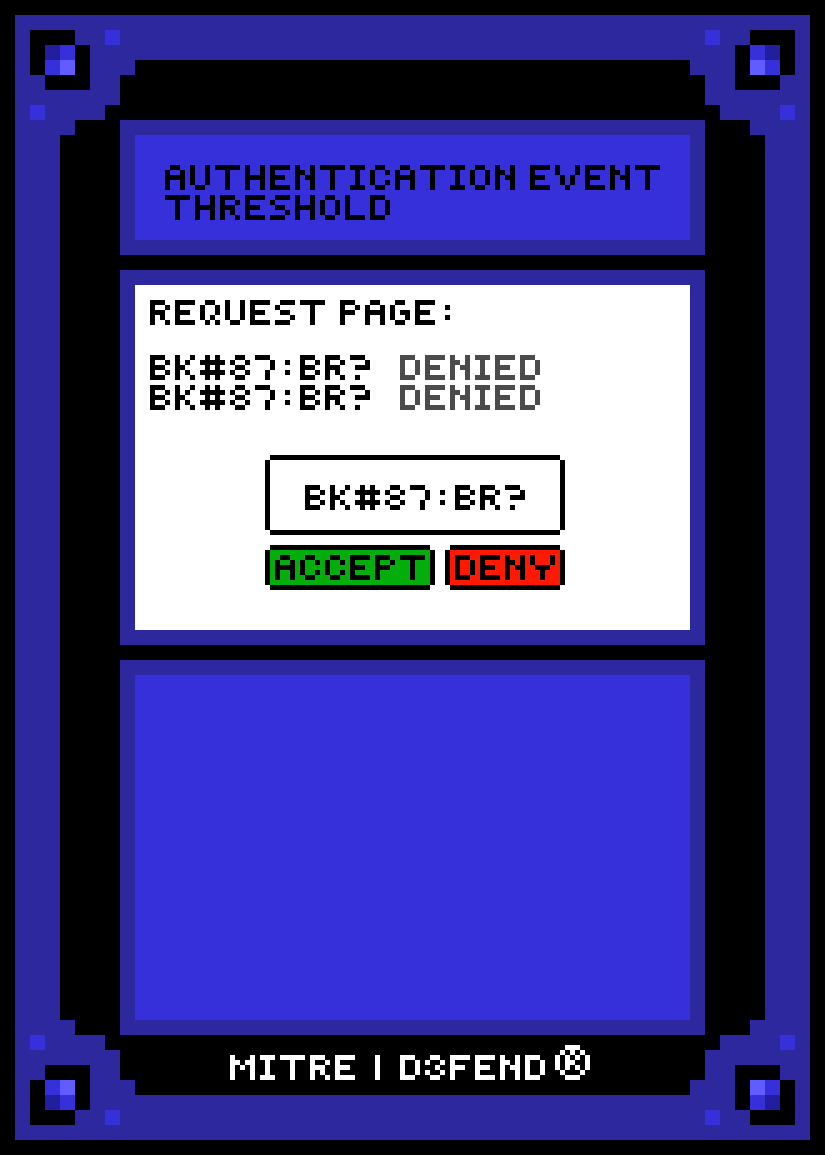 AUTHENTICATION EVENT
THRESHOLD
REQUEST PAGE:
BK#87:BR? DENIED
BK#87:BR? DENIED
BK#87:BR?
ACCEPT DENY
MITRE | D3FEND®